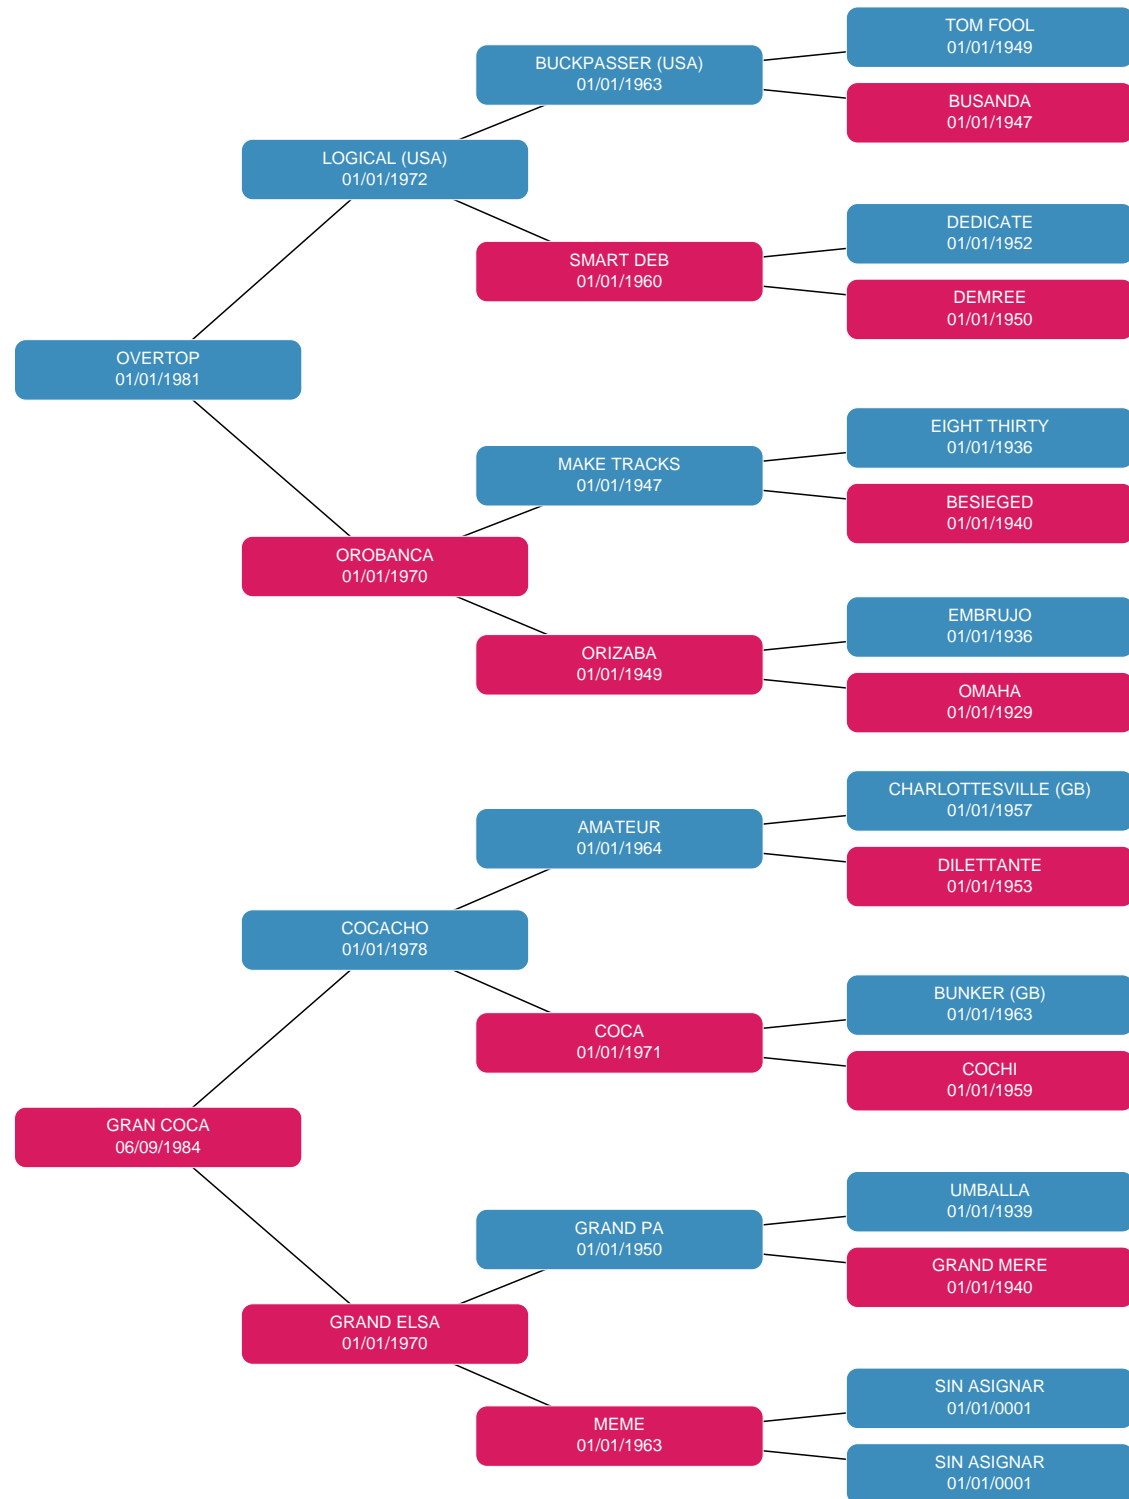 TOM FOOL
01/01/1949
BUCKPASSER (USA)
01/01/1963
BUSANDA
01/01/1947
LOGICAL (USA)
01/01/1972
DEDICATE
01/01/1952
SMART DEB
01/01/1960
DEMREE
01/01/1950
OVERTOP
01/01/1981
EIGHT THIRTY
01/01/1936
MAKE TRACKS
01/01/1947
BESIEGED
01/01/1940
OROBANCA
01/01/1970
EMBRUJO
01/01/1936
ORIZABA
01/01/1949
OMAHA
01/01/1929
CHARLOTTESVILLE (GB)
01/01/1957
AMATEUR
01/01/1964
DILETTANTE
01/01/1953
COCACHO
01/01/1978
BUNKER (GB)
01/01/1963
COCA
01/01/1971
COCHI
01/01/1959
GRAN COCA
06/09/1984
UMBALLA
01/01/1939
GRAND PA
01/01/1950
GRAND MERE
01/01/1940
GRAND ELSA
01/01/1970
SIN ASIGNAR
01/01/0001
MEME
01/01/1963
SIN ASIGNAR
01/01/0001